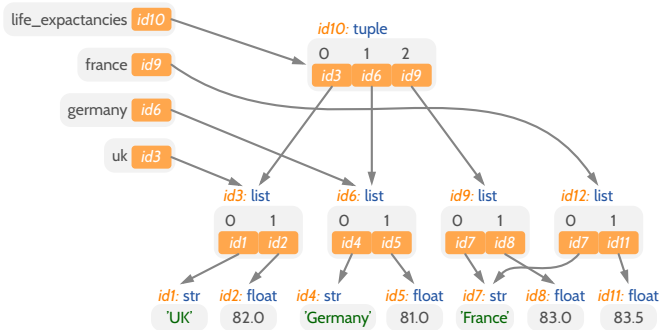 life_expactancies id10
id10: tuple
0 1 2
france id9
id3 id6 id9
germany id6
uk id3
id3: list id6: list id9: list id12: list
0 1 0 1 0 1 0 1
id1 id2 id4 id5 id7 id8 id7 id11
id1: str id2: float id4: str id5: float id7: str id8: float id11: float
'UK' 82.0 'Germany' 81.0 'France' 83.0 83.5